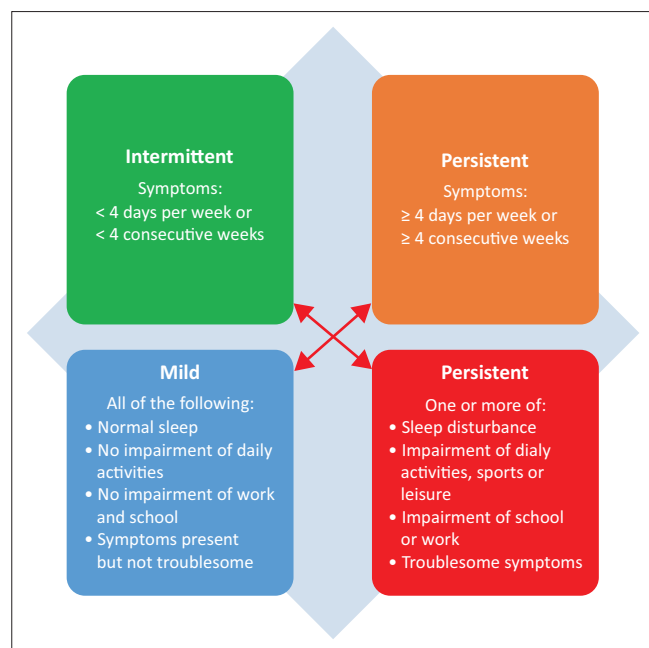 Intermittent
Symptoms:
< 4 days per week or
< 4 consecutive weeks
Persistent
Symptoms:
≥ 4 days per week or
≥ 4 consecutive weeks
Mild
All of the following:
• Normal sleep
• No impairment of daily
activities
• No impairment of work
and school
• Symptoms present
but not troublesome
Persistent
One or more of:
• Sleep disturbance
• Impairment of dialy
activities, sports or
leisure
• Impairment of school
or work
• Troublesome symptoms